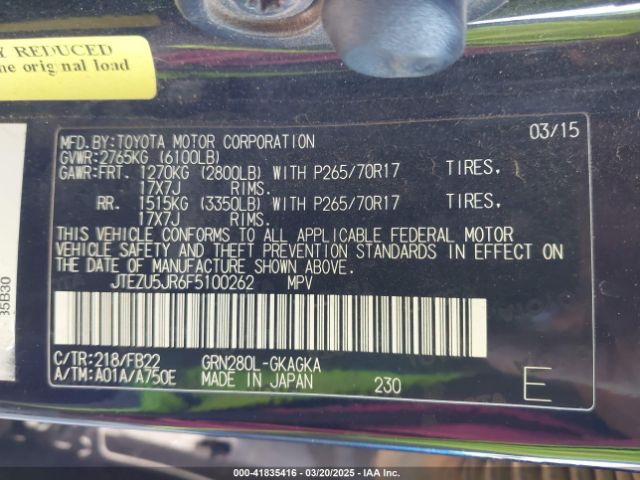 Y REDUCED
he original load
03/15
MFD.BY:TOYOTA MOTOR CORPORATION
GVWR:2765KG (6100LB)
GAWR:FRT. 1270KG (2800LB) WITH P265/70R17 TIRES,
17X7J RIMS.
RR. 1515KG (3350LB) WITH P265/70R17 TIRES,
17X7J RIMS.
THIS VEHICLE CONFORMS TO ALL APPLICABLE FEDERAL MOTOR
VEHICLE SAFETY AND THEFT PREVENTION STANDARDS IN EFFECT ON
THE DATE OF MANUFACTURE SHOWN ABOVE.
JTEZU5JR6F5100262 MPV
C/TR:218/FB22 GRN280L-GKAGKA
A/TM:A01A/A750E MADE IN JAPAN 230 E
35B30
000-41835416 — 03/20/2025 — IAA Inc.